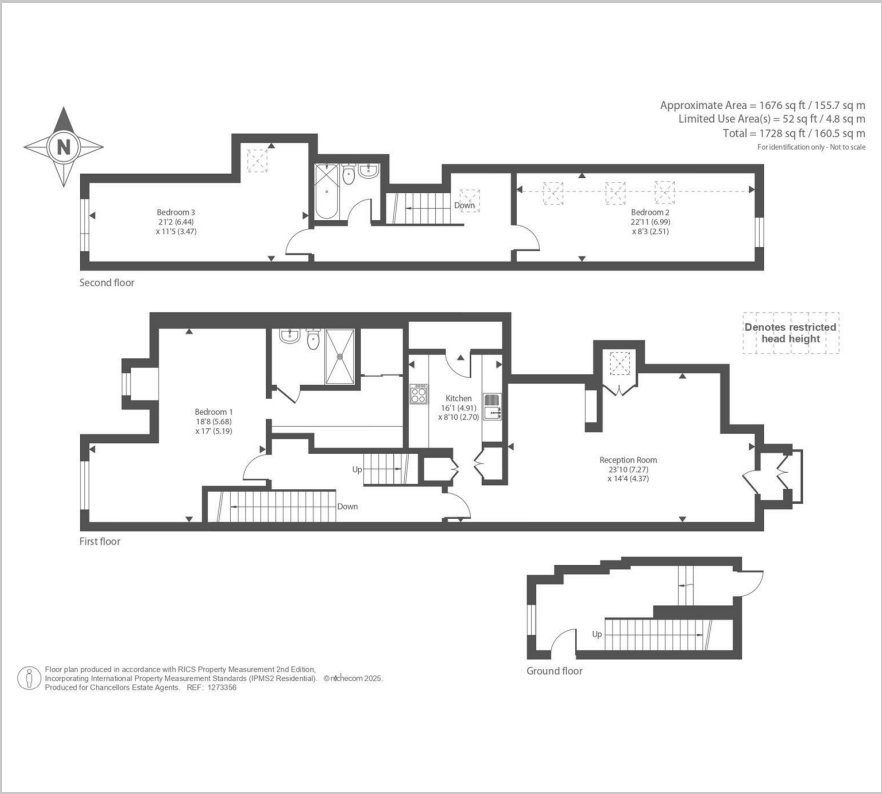 Approximate Area = 1676 sq ft / 155.7 sq m
Limited Use Area(s) = 52 sq ft / 4.8 sq m
Total = 1728 sq ft / 160.5 sq m
For identification only - Not to scale
N
Bedroom 3
21'2 (6.44)
x 11'5 (3.47)
Down
Bedroom 2
22'11 (6.99)
x 8'3 (2.51)
Second floor
Denotes restricted
head height
Bedroom 1
18'8 (5.68)
x 17' (5.19)
Kitchen
16'1 (4.91)
x 8'10 (2.70)
Up
Reception Room
23'10 (7.27)
x 14'4 (4.37)
Down
First floor
Up
Ground floor
Floor plan produced in accordance with RICS Property Measurement 2nd Edition,
Incorporating International Property Measurement Standards (IPMS2 Residential). © 2025.
Produced for Chancellors Estate Agents. REF: 1273356